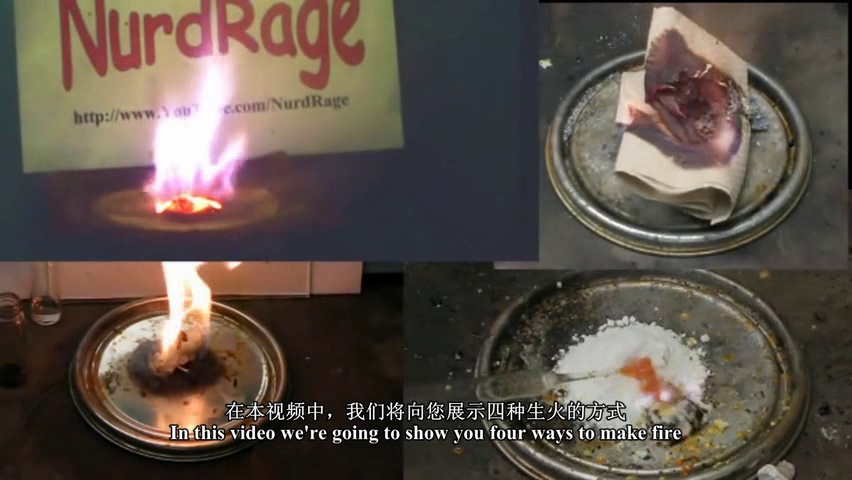 NurdRage
http://www.YouTube.com/NurdRage
在本视频中，我们将向您展示四种生火的方式
In this video we're going to show you four ways to make fire